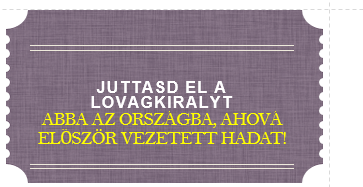 JUTTASD EL A
LOVAGKIRALYT
ABBA AZ ORSZÁGBA, AHOVÁ
ELŐSZÖR VEZETETT HADAT!